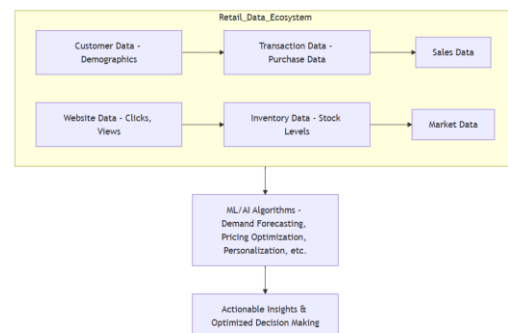 Retail_Data_Ecosystem
Customer Data -
Demographics
Transaction Data -
Purchase Data
Sales Data
Website Data - Clicks,
Views
Inventory Data - Stock
Levels
Market Data
ML/AI Algorithms -
Demand Forecasting,
Pricing Optimization,
Personalization, etc.
Actionable Insights &
Optimized Decision Making